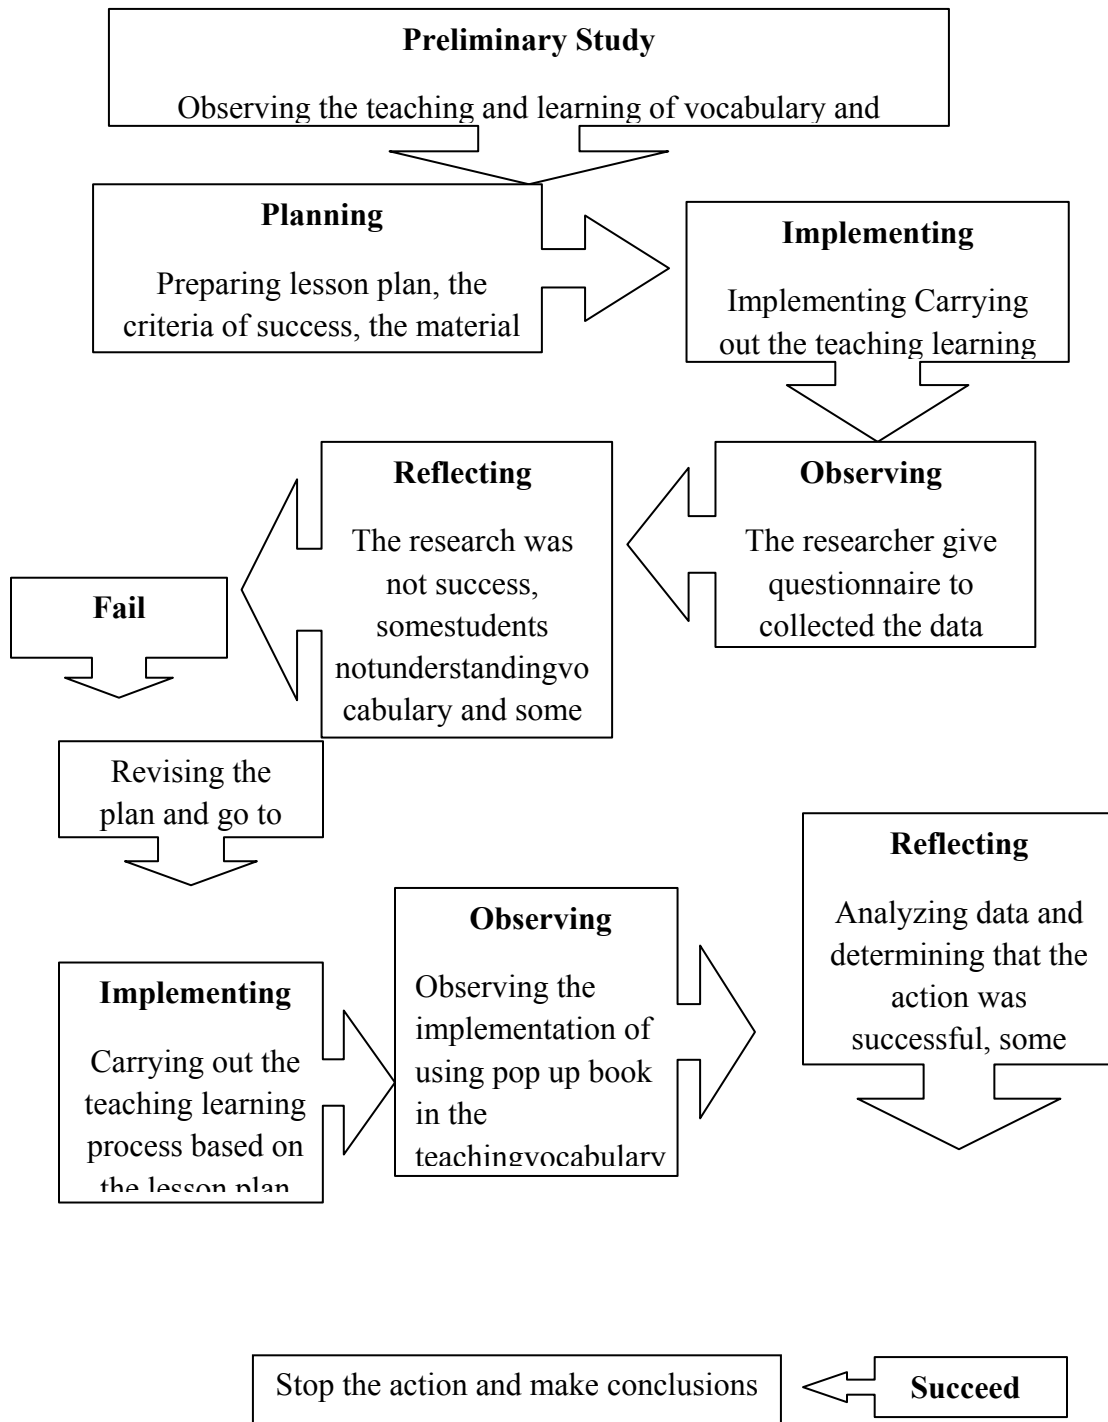 Preliminary Study
Observing the teaching and learning of vocabulary and
Planning
Preparing lesson plan, the
criteria of success, the material
Implementing
Implementing Carrying
out the teaching learning
Observing
The researcher give
questionnaire to
collected the data
Reflecting
The research was
not success,
somestudents
notunderstandingvo
cabulary and some
Fail
Revising the
plan and go to
Implementing
Carrying out the
teaching learning
process based on
the lesson plan
Observing
Observing the
implementation of
using pop up book
in the
teachingvocabulary
Reflecting
Analyzing data and
determining that the
action was
successful, some
Succeed
Stop the action and make conclusions